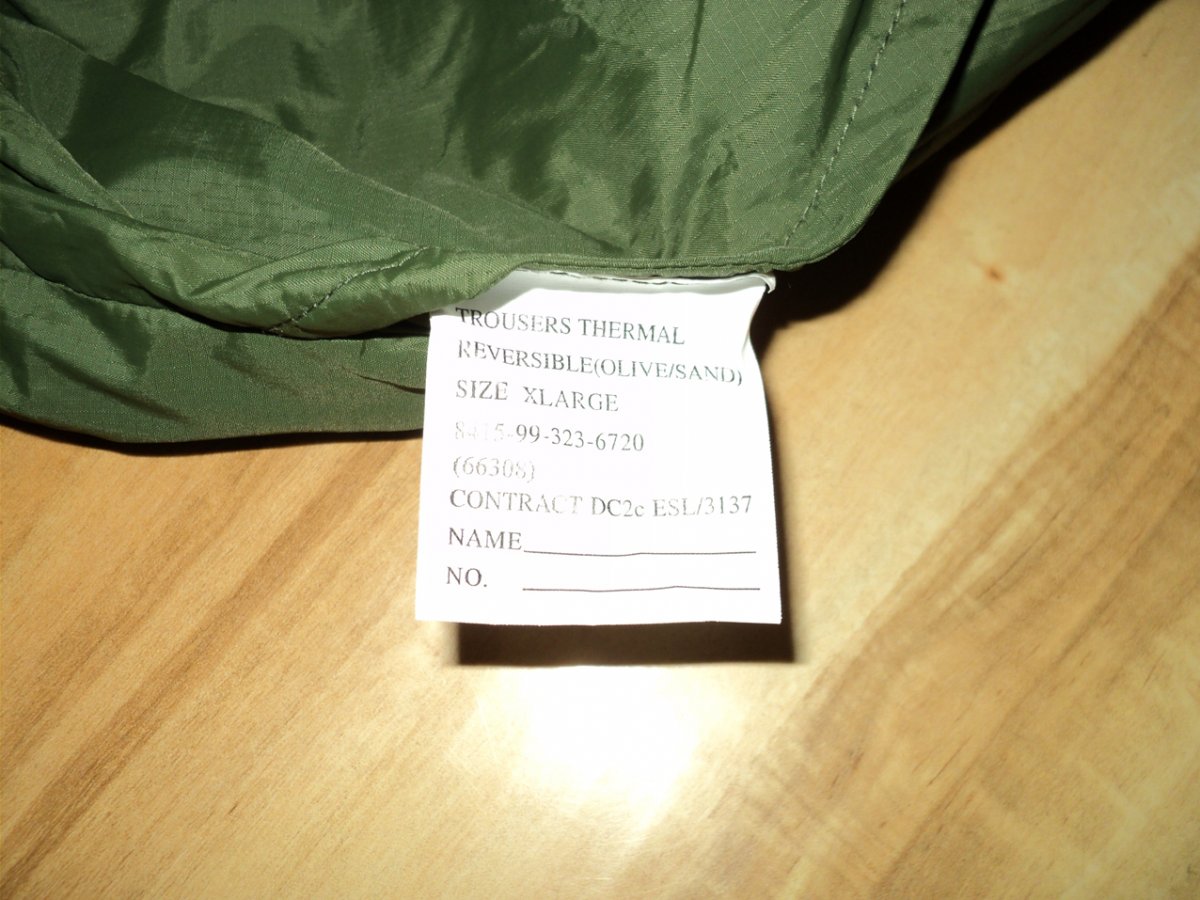 TROUSERS THERMAL
REVERSIBLE(OLIVE/SAND)
SIZE XLARGE
8415-99-323-6720
(66308)
CONTRACT DC2c ESL/3137
NAME
NO.